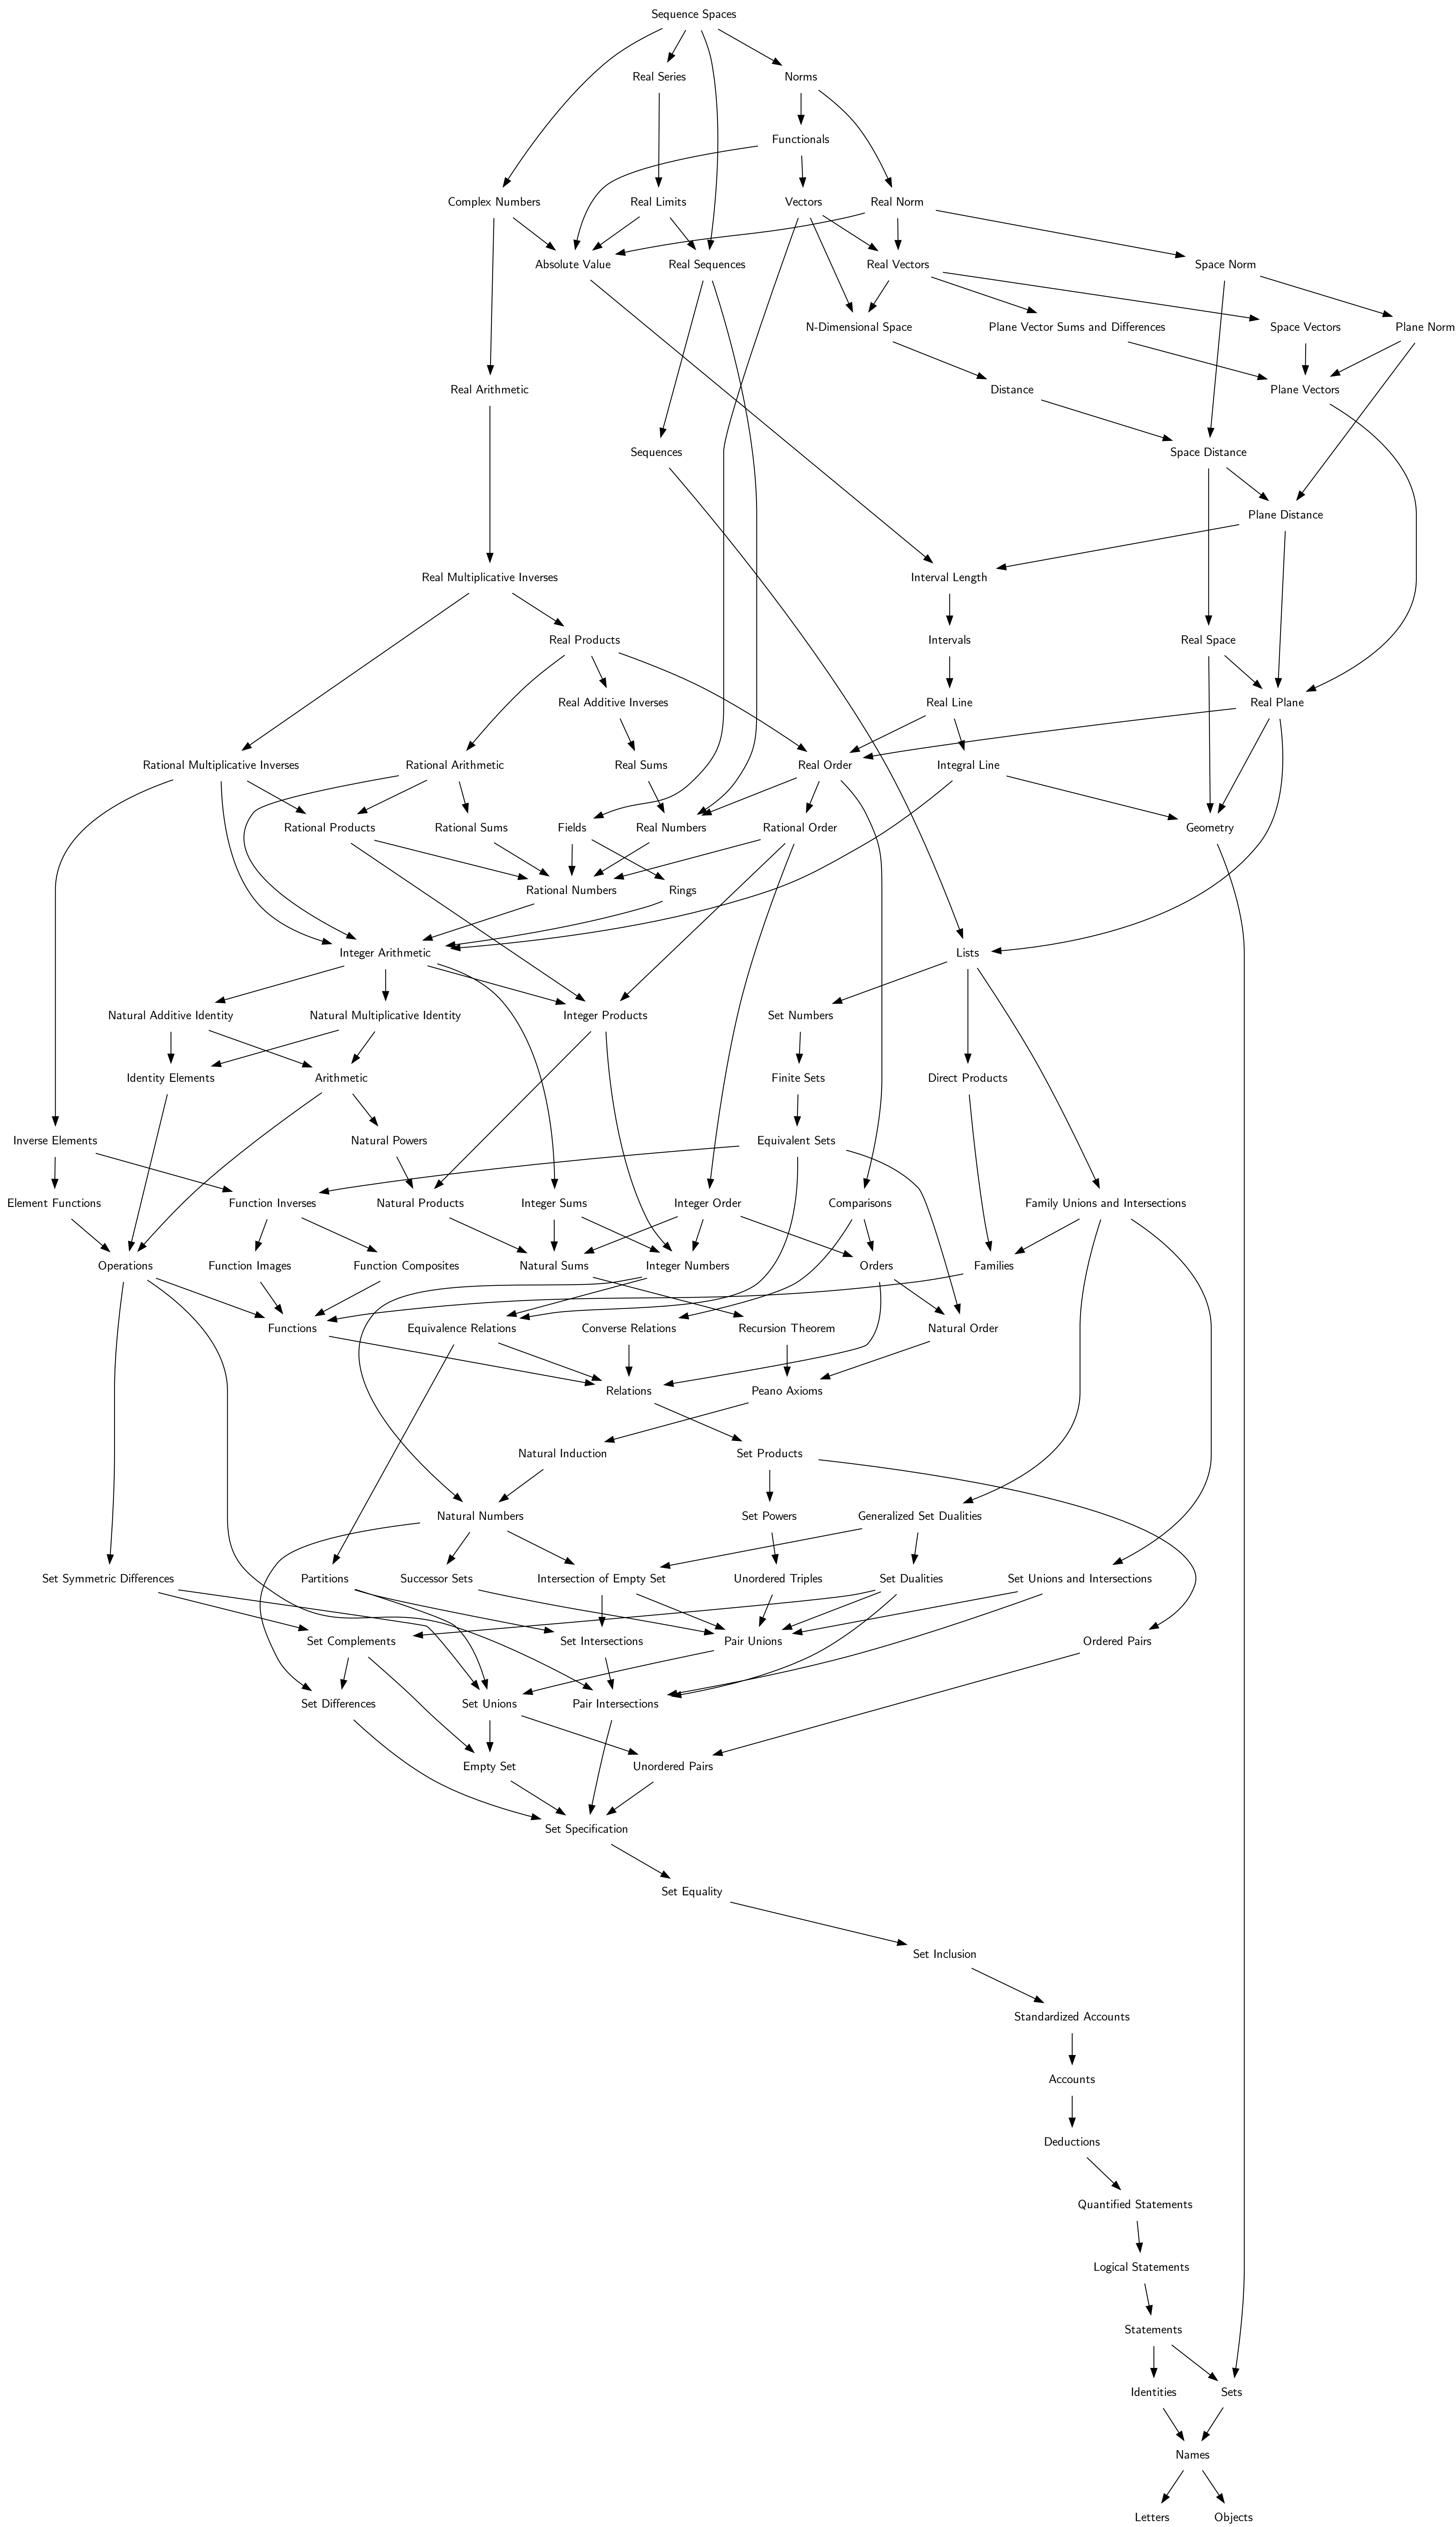 Sequence Spaces
Real Series
Norms
Functionals
Complex Numbers
Real Limits
Vectors
Real Norm
Absolute Value
Real Sequences
Real Vectors
Space Norm
N-Dimensional Space
Plane Vector Sums and Differences
Space Vectors
Plane Norm
Real Arithmetic
Distance
Plane Vectors
Sequences
Space Distance
Plane Distance
Real Multiplicative Inverses
Interval Length
Real Products
Intervals
Real Space
Real Additive Inverses
Real Line
Real Plane
Rational Multiplicative Inverses
Rational Arithmetic
Real Sums
Real Order
Integral Line
Rational Products
Rational Sums
Fields
Real Numbers
Rational Order
Geometry
Rational Numbers
Rings
Integer Arithmetic
Lists
Natural Additive Identity
Natural Multiplicative Identity
Integer Products
Set Numbers
Identity Elements
Arithmetic
Finite Sets
Direct Products
Inverse Elements
Natural Powers
Equivalent Sets
Element Functions
Function Inverses
Natural Products
Integer Sums
Integer Order
Comparisons
Family Unions and Intersections
Operations
Function Images
Function Composites
Natural Sums
Integer Numbers
Orders
Families
Functions
Equivalence Relations
Converse Relations
Recursion Theorem
Natural Order
Relations
Peano Axioms
Natural Induction
Set Products
Natural Numbers
Set Powers
Generalized Set Dualities
Set Symmetric Differences
Partitions
Successor Sets
Intersection of Empty Set
Unordered Triples
Set Dualities
Set Unions and Intersections
Set Complements
Set Intersections
Pair Unions
Ordered Pairs
Set Differences
Set Unions
Pair Intersections
Empty Set
Unordered Pairs
Set Specification
Set Equality
Set Inclusion
Standardized Accounts
Accounts
Deductions
Quantified Statements
Logical Statements
Statements
Identities
Sets
Names
Letters
Objects